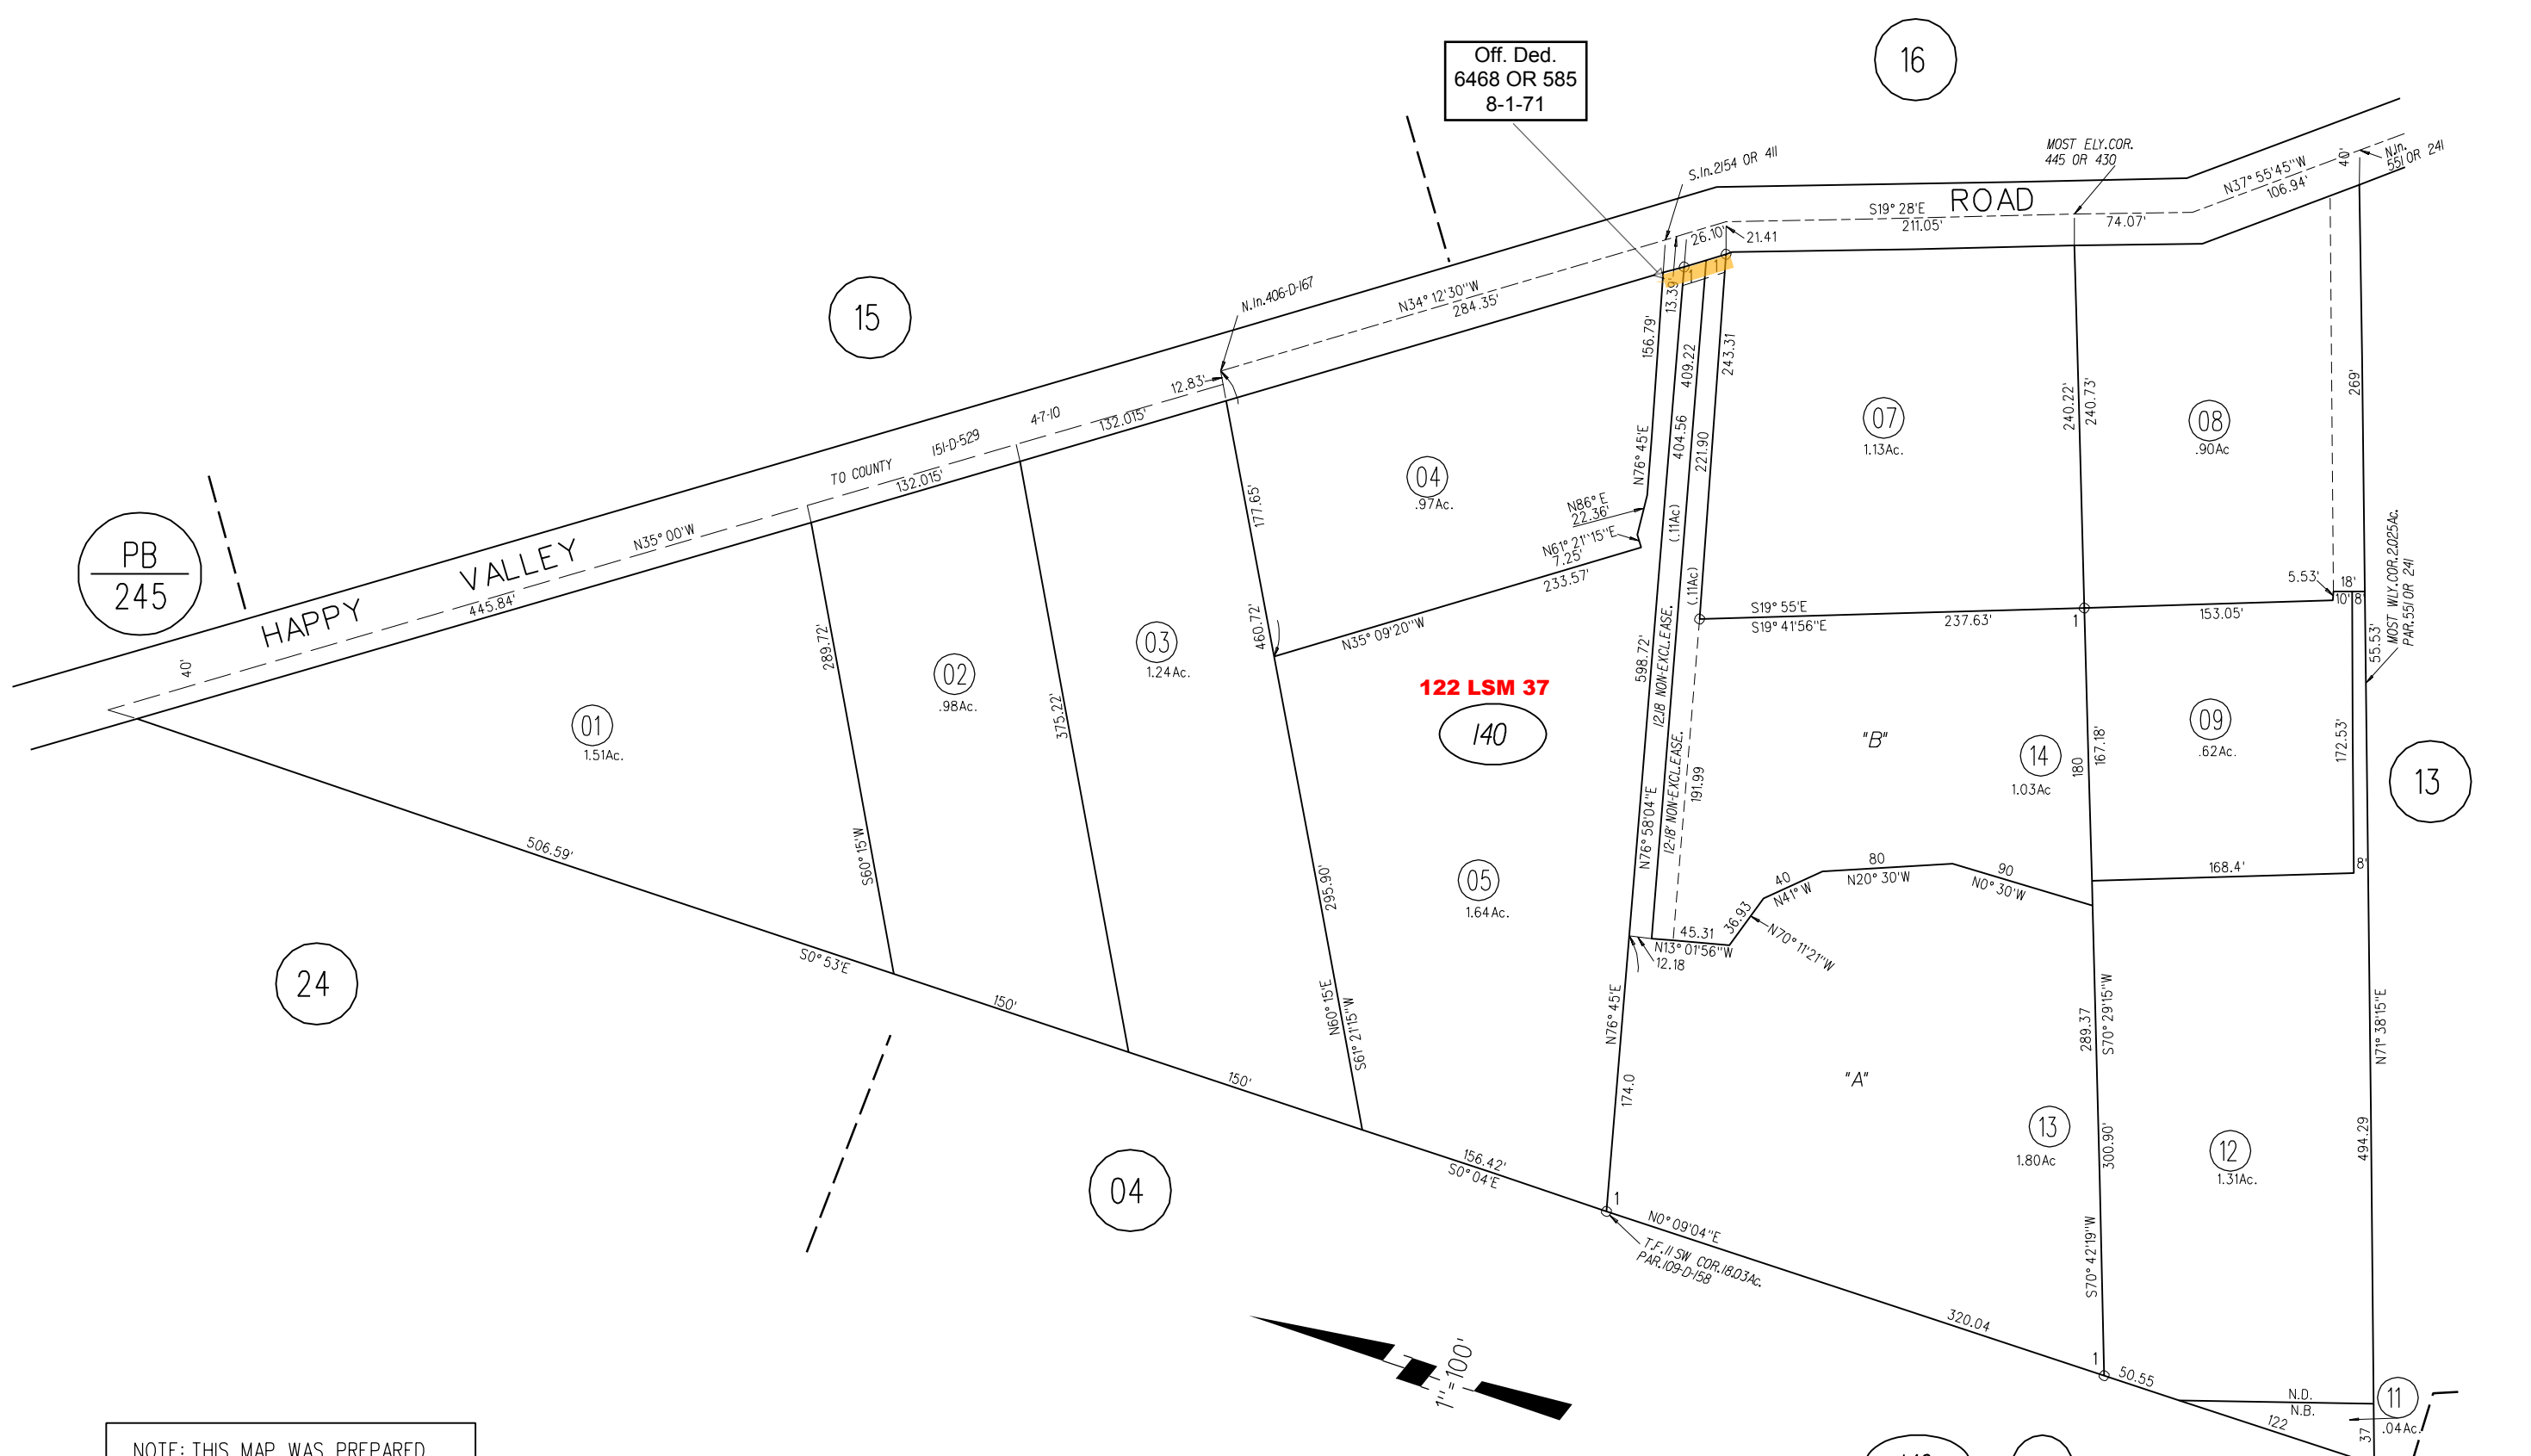 16
Off. Ded.
6468 OR 585
8-1-71
MOST ELY.COR.
445 OR 430
S.ln.2154 OR 411
N.ln.
551 OR 241
40'
N37° 55'45"W
106.94'
ROAD
S19° 28'E
211.05'
74.07'
26.10'
21.41
15
N.ln.406-D-167
N34° 12'30"W
284.35'
13.39'
1
1
156.79'
409.22
243.31
12.83'
132.015'
4-7-10
151-D-529
TO COUNTY
132.015'
N35° 00'W
445.84'
HAPPY VALLEY
40'
PB
245
177.65'
04
.97Ac.
N76° 45'E
404.56
221.90
07
1.13Ac.
240.22'
240.73'
08
.90Ac
269'
N86° E
22.36'
N61° 21'15"E
7.25'
233.57'
N35° 09'20"W
(.11Ac)
(.11Ac)
5.53'
18'
10'
8'
S19° 55'E
S19° 41'56"E
237.63'
1
153.05'
MOST WLY.COR.2.025Ac.
PAR.551 OR 241
55.53'
289.72'
460.72'
03
1.24Ac.
02
.98Ac.
01
1.51Ac.
375.22'
598.72'
12.18 NON-EXCL.EASE.
12-18' NON-EXCL.EASE.
122 LSM 37
140
191.99
"B"
14
1.03Ac
180
167.18'
09
.62Ac.
172.53'
13
506.59'
S60° 15'W
295.90'
05
1.64Ac.
N76° 58'04"E
40
N41° W
80
N20° 30'W
90
N0° 30'W
168.4'
8'
36.93
N70° 11'21"W
45.31
N13° 01'56"W
12.18
24
S0° 53'E
150'
N60° 15'E
S61° 21'15"W
N76° 45'E
289.37
S70° 29'15"W
N71° 38'15"E
150'
174.0
"A"
13
1.80Ac
300.90'
12
1.31Ac.
494.29
04
156.42'
S0° 04'E
1
N0° 09'04"E
T.F.11 SW COR.18.03Ac.
PAR.109-D-158
S70° 42'19"W
320.04
1
50.55
1"=100'
N.D.
N.B.
11
.04Ac.
122
37
NOTE: THIS MAP WAS PREPARED